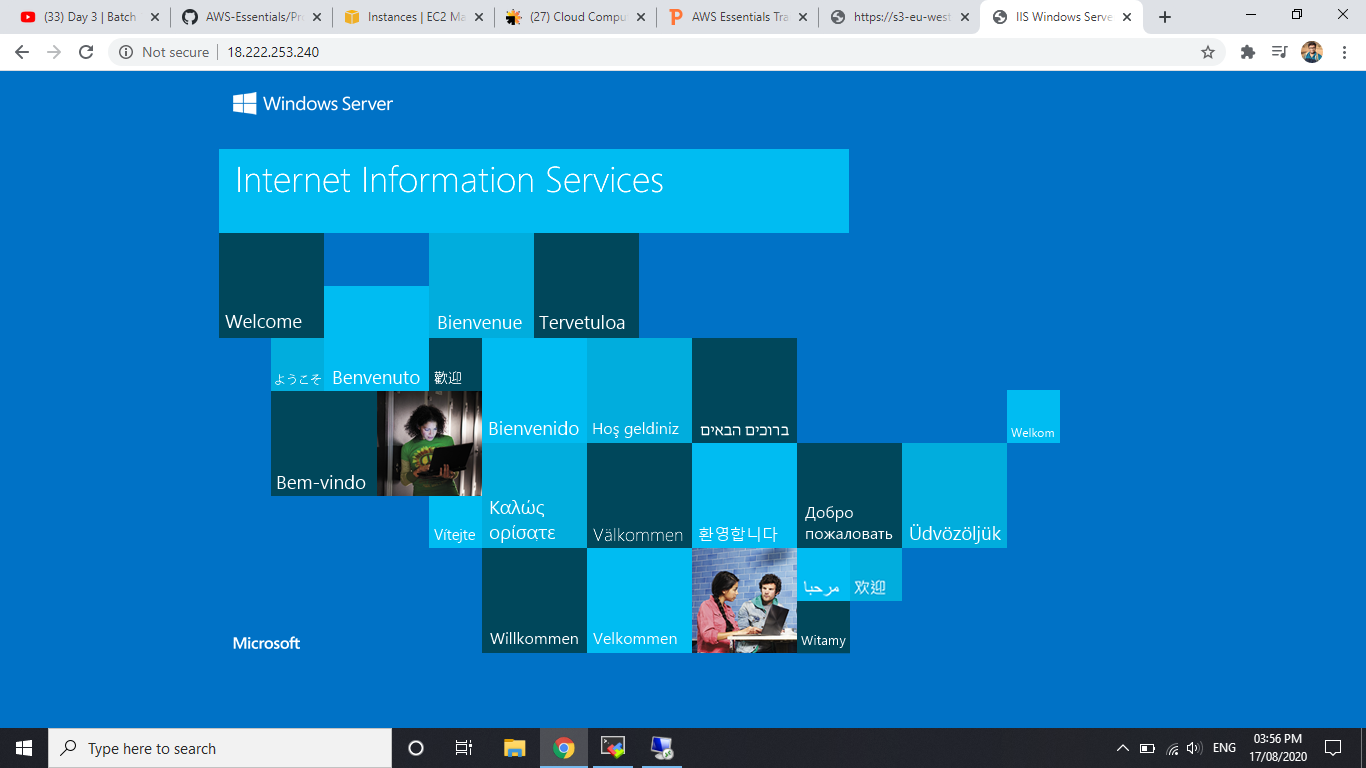 (33) Day 3 | Batch
AWS-Essentials/Pr
Instances | EC2 Ma
(27) Cloud Compu
AWS Essentials Tra
https://s3-eu-west
IIS Windows Serve
Not secure
18.222.253.240
Windows Server
Internet Information Services
Welcome
Bienvenue
Tervetuloa
ようこそ
Benvenuto
歡迎
Bienvenido
Hoş geldiniz
ברוכים הבאים
Welkom
Bem-vindo
Vítejte
Καλώς
ορίσατε
Välkommen
환영합니다
Добро
пожаловать
Üdvözöljük
مرحبا
欢迎
Willkommen
Velkommen
Witamy
Microsoft
Type here to search
ENG
03:56 PM
17/08/2020